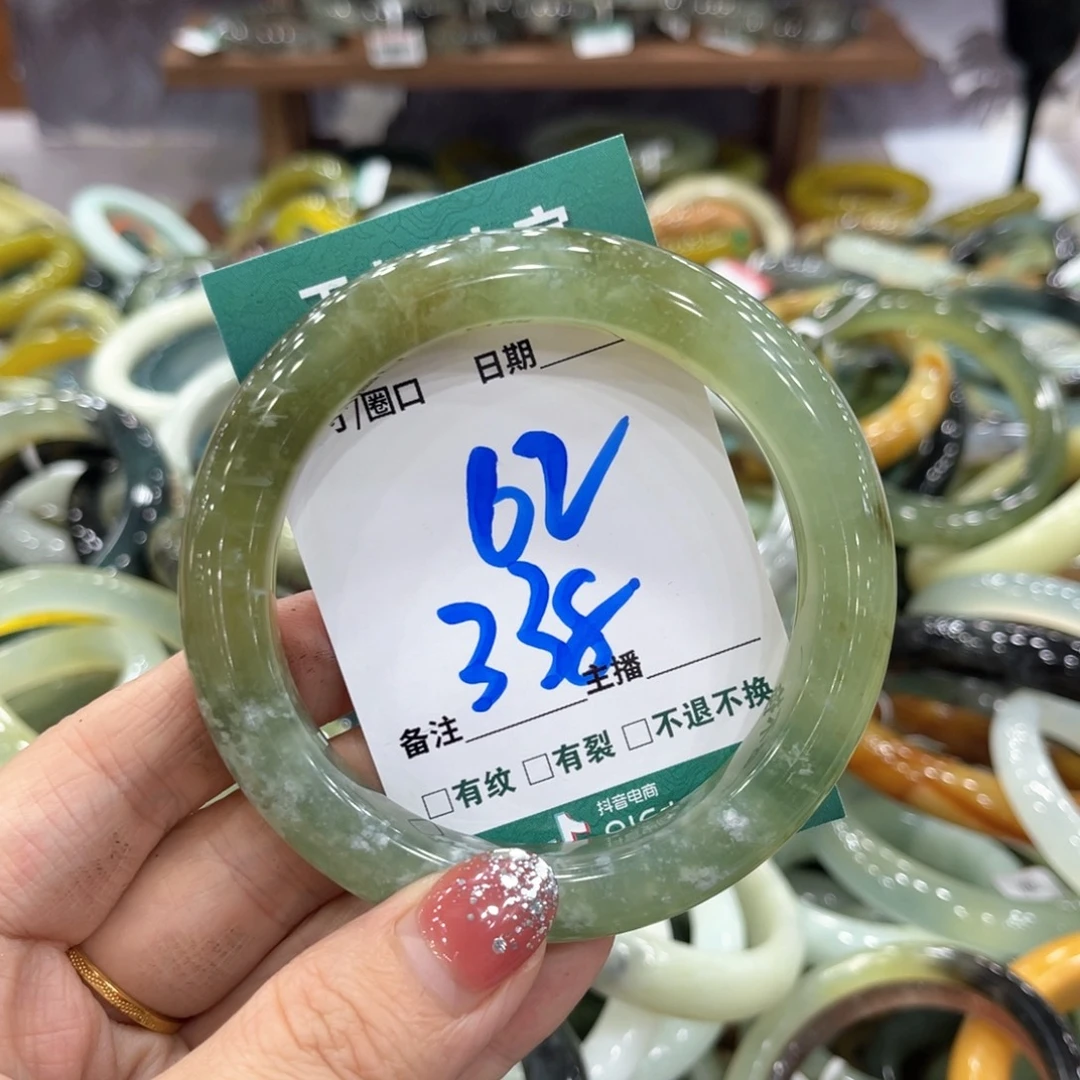 日期
/圈口
62
338
主播
备注
□有纹 □有裂 □不退不换
抖音电商